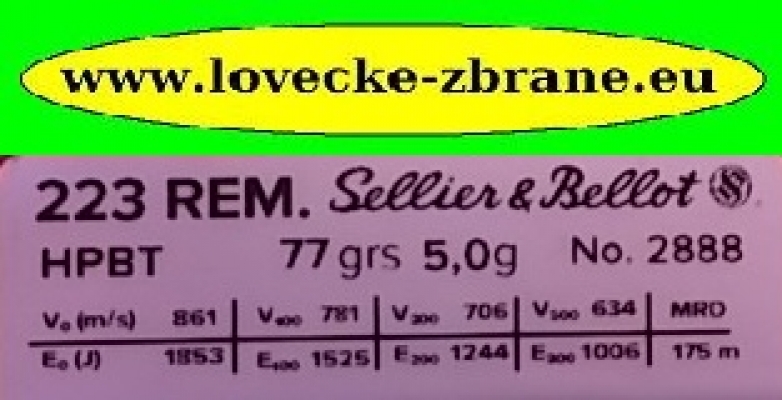 www.lovecke-zbrane.eu
223 REM. Sellier & Bellot
HPBT 77 grs 5,0g No. 2888
V₀ (m/s) 861 V₁₀₀ 781 V₂₀₀ 706 V₃₀₀ 634 MRD
E₀ (J) 1853 E₁₀₀ 1525 E₂₀₀ 1244 E₃₀₀ 1006 175 m